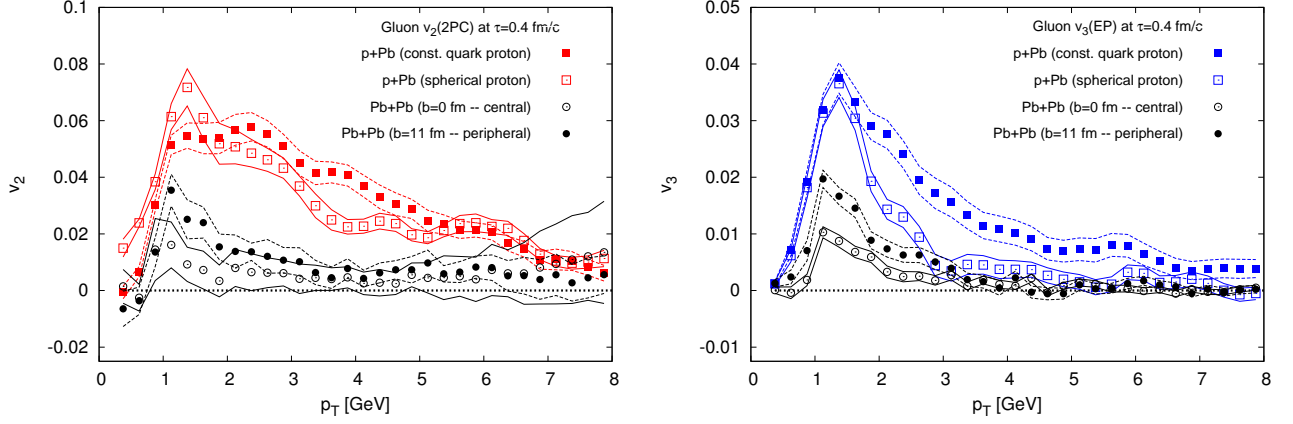 Gluon v2(2PC) at τ=0.4 fm/c
p+Pb (const. quark proton)
p+Pb (spherical proton)
Pb+Pb (b=0 fm -- central)
Pb+Pb (b=11 fm -- peripheral)
v2
0.1
0.08
0.06
0.04
0.02
0
-0.02
0 1 2 3 4 5 6 7 8
pT [GeV]
Gluon v3(EP) at τ=0.4 fm/c
p+Pb (const. quark proton)
p+Pb (spherical proton)
Pb+Pb (b=0 fm -- central)
Pb+Pb (b=11 fm -- peripheral)
v3
0.05
0.04
0.03
0.02
0.01
0
-0.01
0 1 2 3 4 5 6 7 8
pT [GeV]